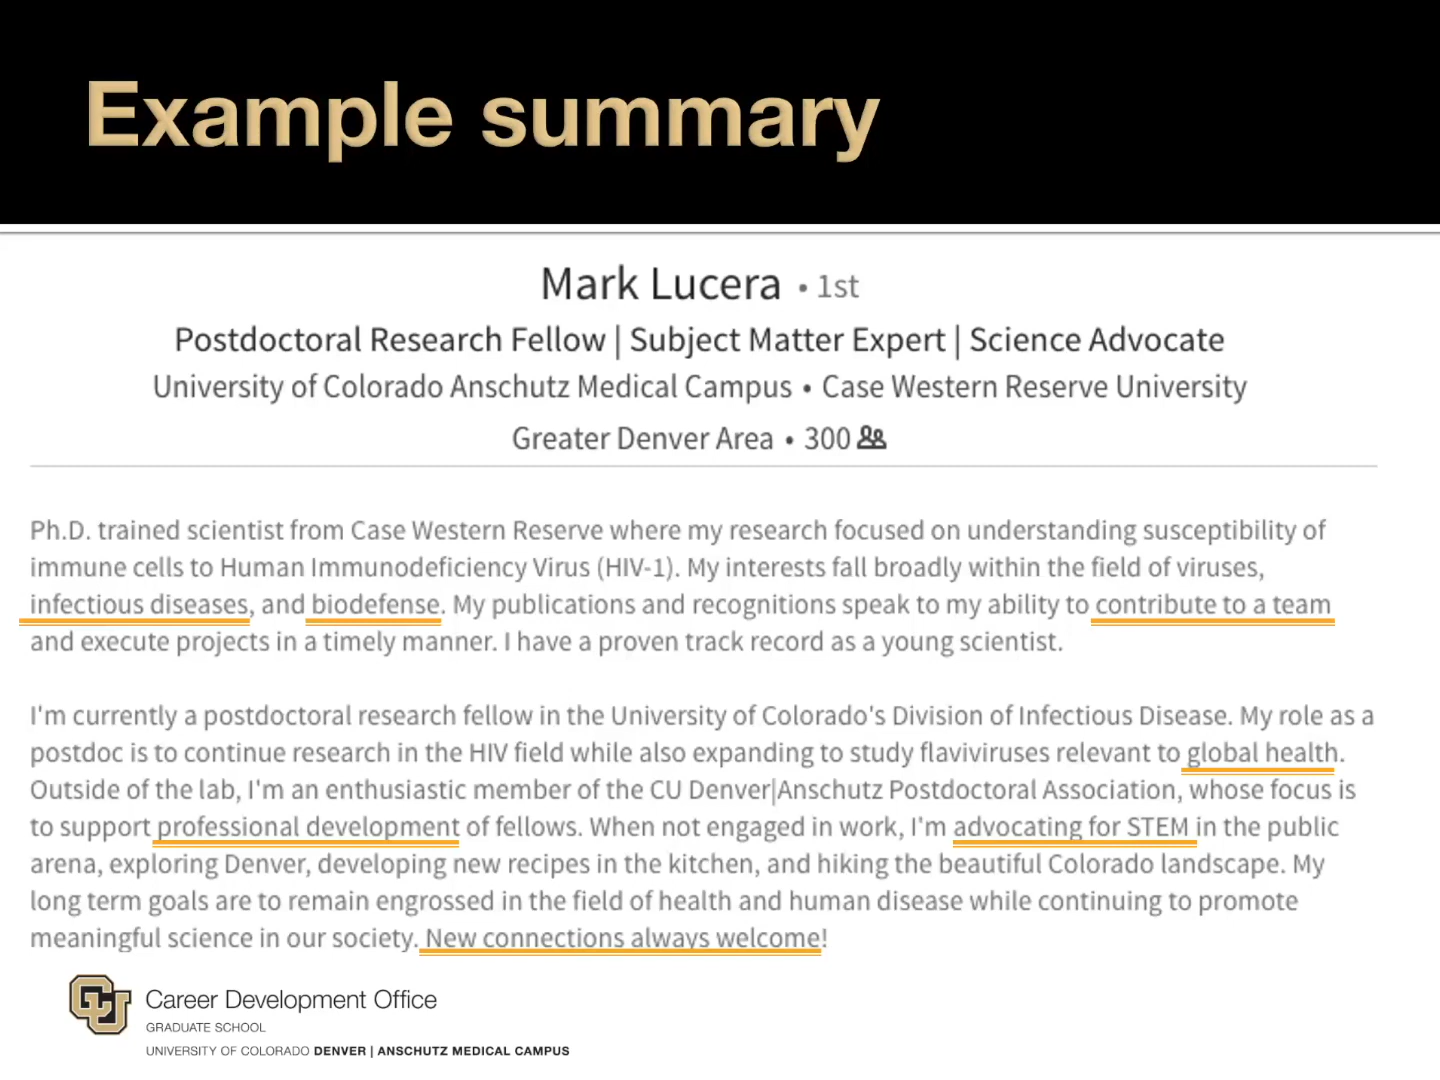 Example summary
Mark Lucera • 1st
Postdoctoral Research Fellow | Subject Matter Expert | Science Advocate
University of Colorado Anschutz Medical Campus • Case Western Reserve University
Greater Denver Area • 300
Ph.D. trained scientist from Case Western Reserve where my research focused on understanding susceptibility of
immune cells to Human Immunodeficiency Virus (HIV-1). My interests fall broadly within the field of viruses,
infectious diseases, and biodefense. My publications and recognitions speak to my ability to contribute to a team
and execute projects in a timely manner. I have a proven track record as a young scientist.
I'm currently a postdoctoral research fellow in the University of Colorado's Division of Infectious Disease. My role as a
postdoc is to continue research in the HIV field while also expanding to study flaviviruses relevant to global health.
Outside of the lab, I'm an enthusiastic member of the CU Denver|Anschutz Postdoctoral Association, whose focus is
to support professional development of fellows. When not engaged in work, I'm advocating for STEM in the public
arena, exploring Denver, developing new recipes in the kitchen, and hiking the beautiful Colorado landscape. My
long term goals are to remain engrossed in the field of health and human disease while continuing to promote
meaningful science in our society. New connections always welcome!
CU
Career Development Office
GRADUATE SCHOOL
UNIVERSITY OF COLORADO DENVER | ANSCHUTZ MEDICAL CAMPUS